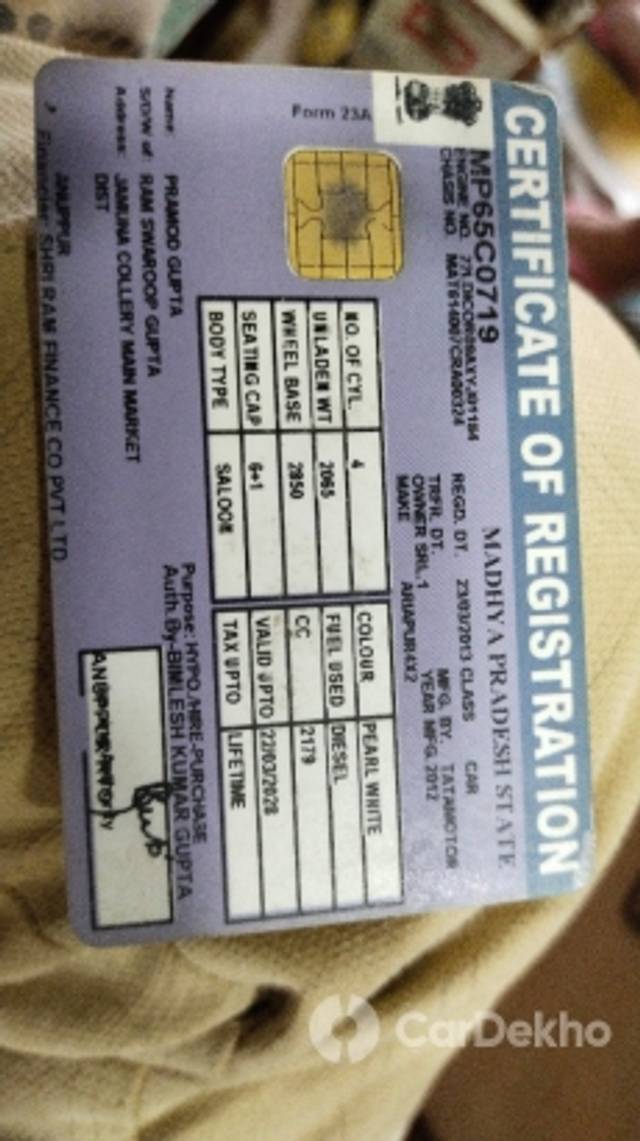 CERTIFICATE OF REGISTRATION
MADHYA PRADESH STATE
Form 23A
MP65C0719
REGD. DT. 23/03/2013 CLASS CAR
ENGINE NO.
TRFR. DT. MFG. BY. TATAMOTOR
CHASIS NO.
OWNER SRL. 1 YEAR MFG. 2012
MAKE ARIAPUR4X2
NO. OF CYL. 4 COLOUR PEARL WHITE
UNLADEN WT 2065 FUEL USED DIESEL
WHEEL BASE 2850 CC 2179
SEATING CAP 6+1 VALID UPTO 22/03/2028
BODY TYPE SALOON TAX UPTO LIFETIME
Name: PRAMOD GUPTA
S/D/W of: RAM SWAROOP GUPTA
Address: JAMUNA COLLERY MAIN MARKET
DIST
ANUPPUR
Financier: SHRI RAM FINANCE CO PVT LTD
Purpose: HYPO./HIRE-PURCHASE
Auth.By-BIMLESH KUMAR GUPTA
CarDekho